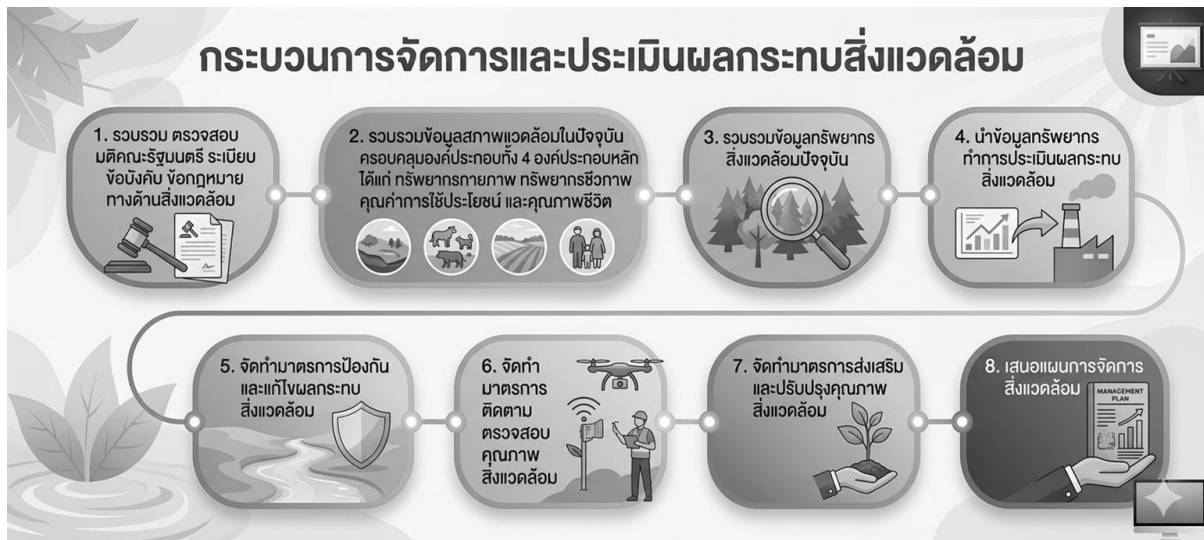 กระบวนการจัดการและประเมินผลกระทบสิ่งแวดล้อม
1. รวบรวม ตรวจสอบ
มติคณะรัฐมนตรี ระเบียบ
ข้อบังคับ ข้อกฎหมาย
ทางด้านสิ่งแวดล้อม
2. รวบรวมข้อมูลสภาพแวดล้อมในปัจจุบัน
ครอบคลุมองค์ประกอบทั้ง 4 องค์ประกอบหลัก
ได้แก่ ทรัพยากรกายภาพ ทรัพยากรชีวภาพ
คุณค่าการใช้ประโยชน์ และคุณภาพชีวิต
3. รวบรวมข้อมูลทรัพยากร
สิ่งแวดล้อมปัจจุบัน
4. นำข้อมูลทรัพยากร
ทำการประเมินผลกระทบ
สิ่งแวดล้อม
5. จัดทำมาตรการป้องกัน
และแก้ไขผลกระทบ
สิ่งแวดล้อม
6. จัดทำ
มาตรการ
ติดตาม
ตรวจสอบ
คุณภาพ
สิ่งแวดล้อม
7. จัดทำมาตรการส่งเสริม
และปรับปรุงคุณภาพ
สิ่งแวดล้อม
8. เสนอแผนการจัดการ
สิ่งแวดล้อม
MANAGEMENT
PLAN